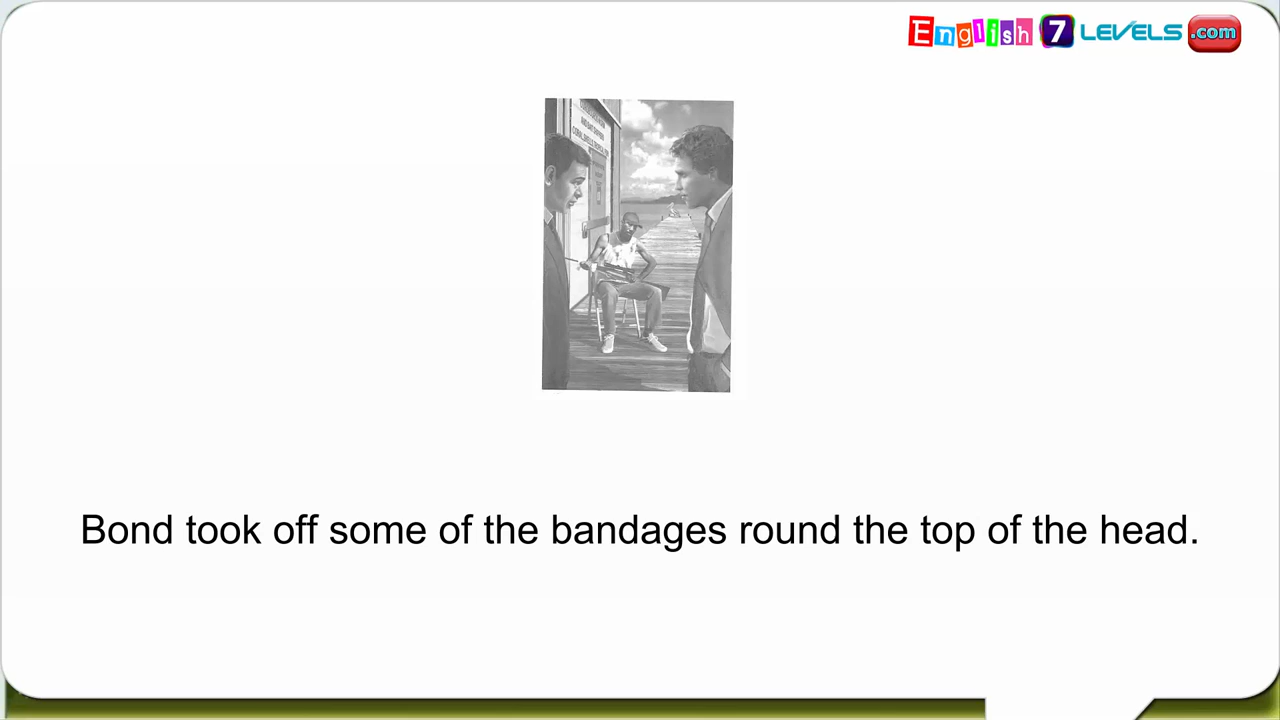 English 7 LEVELS .com
Bond took off some of the bandages round the top of the head.